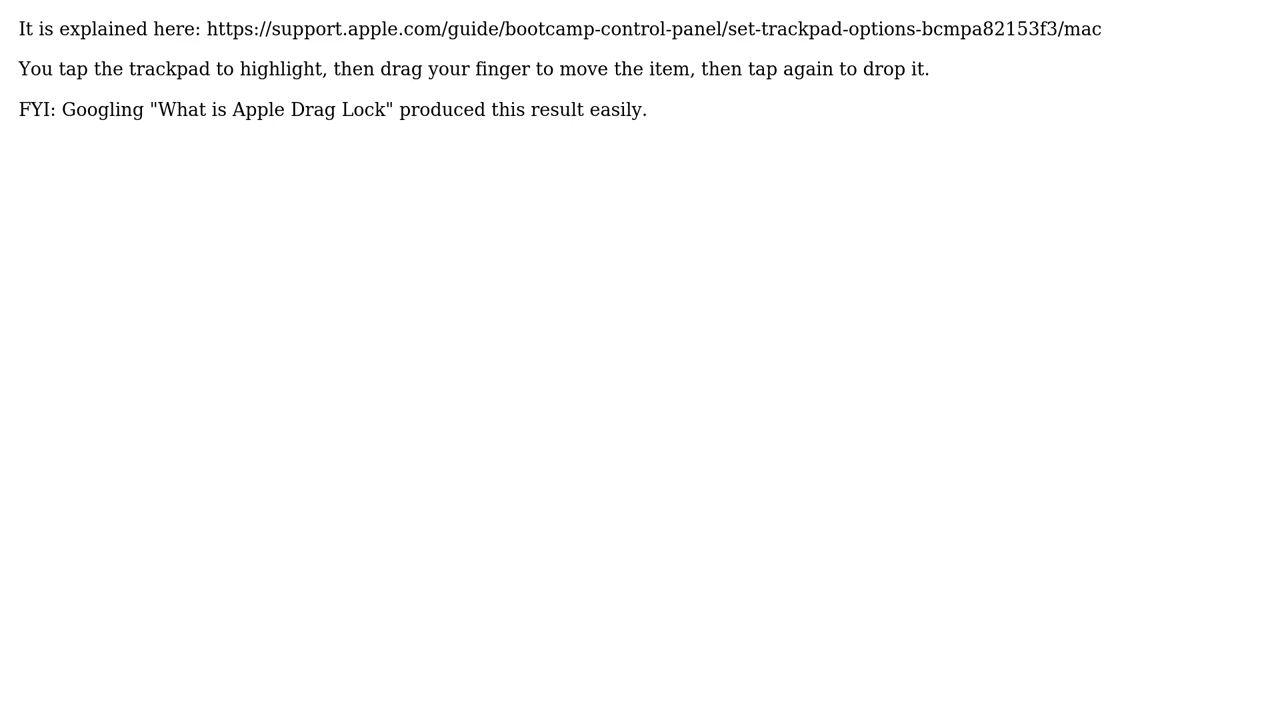 It is explained here: https://support.apple.com/guide/bootcamp-control-panel/set-trackpad-options-bcmpa82153f3/mac
You tap the trackpad to highlight, then drag your finger to move the item, then tap again to drop it.
FYI: Googling "What is Apple Drag Lock" produced this result easily.